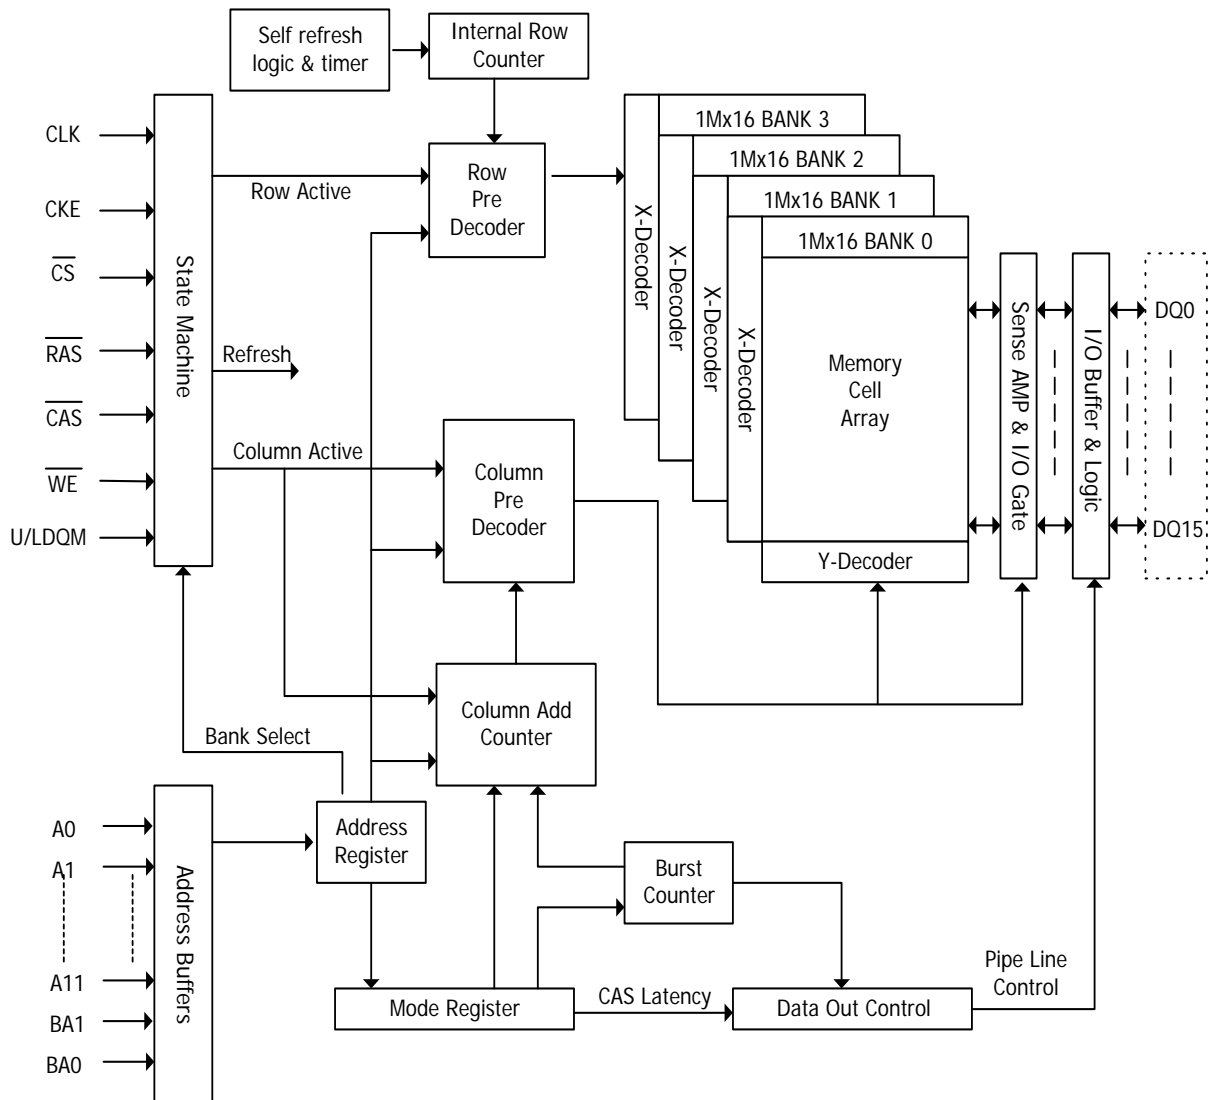 Self refresh
logic & timer
Internal Row
Counter
CLK
CKE
CS
RAS
CAS
WE
U/LDQM
State Machine
Row Active
Refresh
Column Active
Bank Select
Row
Pre
Decoder
Column
Pre
Decoder
Column Add
Counter
X-Decoder
X-Decoder
X-Decoder
X-Decoder
1Mx16 BANK 3
1Mx16 BANK 2
1Mx16 BANK 1
1Mx16 BANK 0
Memory
Cell
Array
Y-Decoder
Sense AMP & I/O Gate
I/O Buffer & Logic
DQ0
DQ15
A0
A1
A11
BA1
BA0
Address Buffers
Address
Register
Burst
Counter
Mode Register
CAS Latency
Data Out Control
Pipe Line
Control